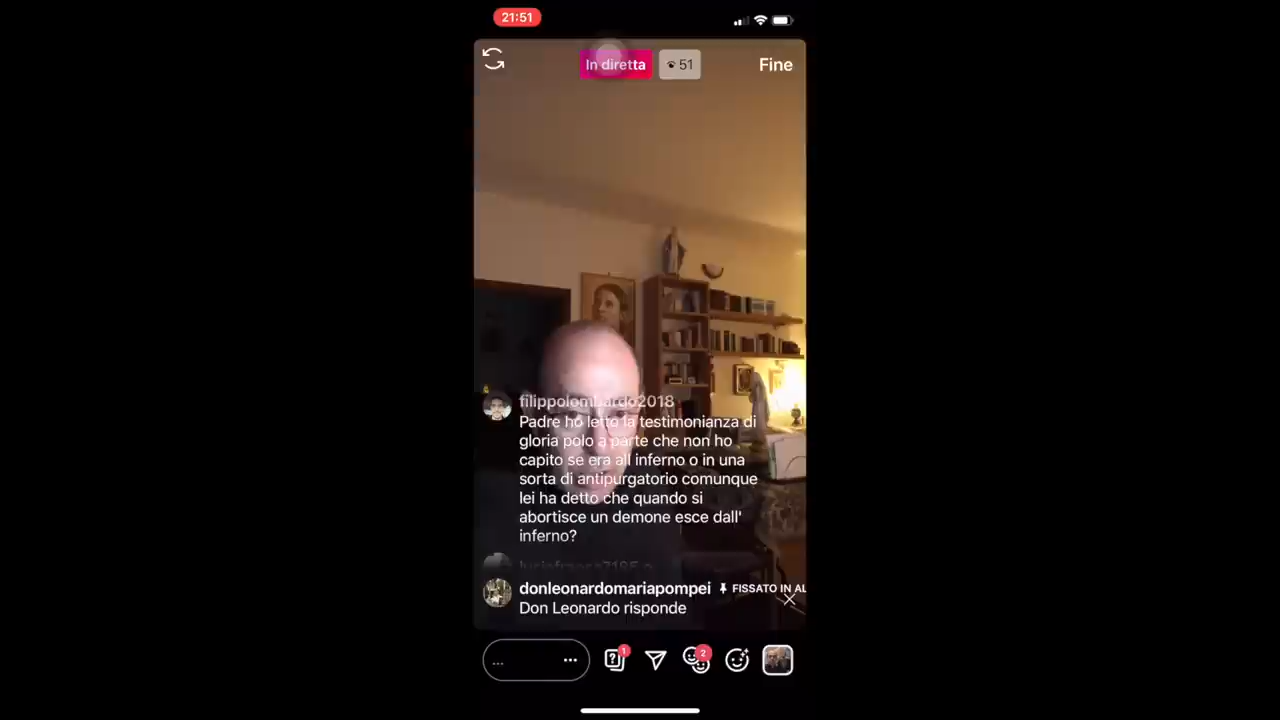 21:51
In diretta
51
Fine
filippolombardo2018
Padre ho letto la testimonianza di
gloria polo a parte che non ho
capito se era all inferno o in una
sorta di antipurgatorio comunque
lei ha detto che quando si
abortisce un demone esce dall'
inferno?
donleonardomariapompei FISSATO IN AL
Don Leonardo risponde
...
1
2